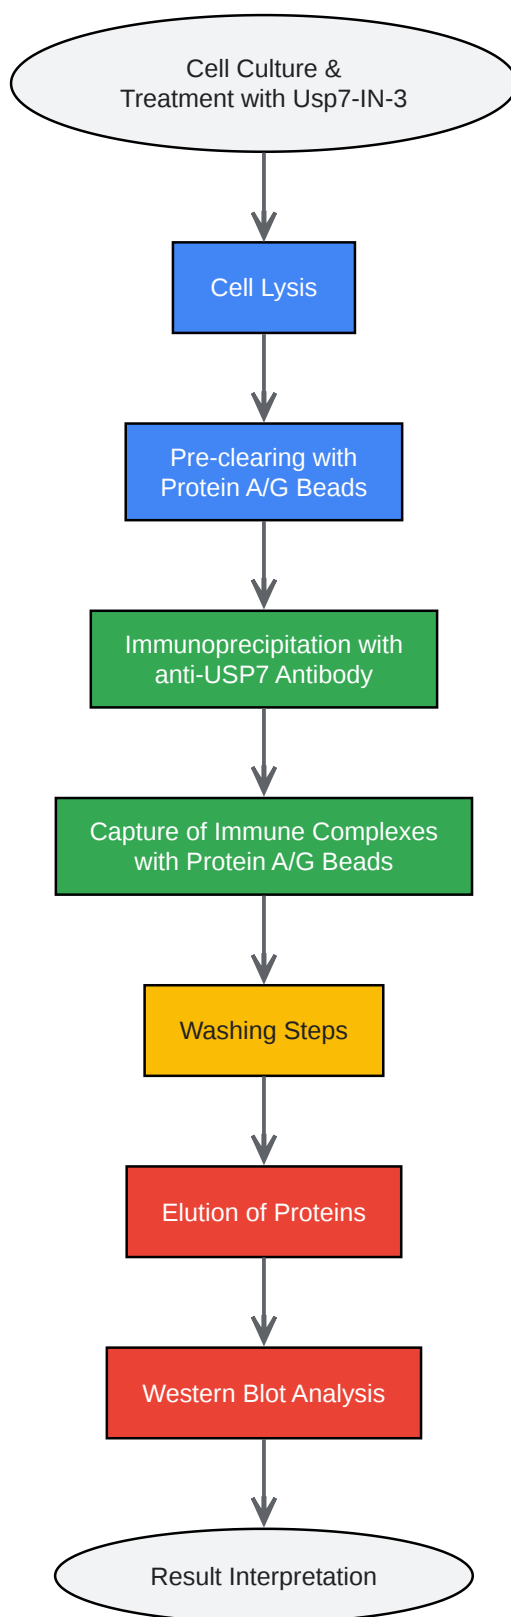 Cell Culture &
Treatment with Usp7-IN-3
Cell Lysis
Pre-clearing with
Protein A/G Beads
Immunoprecipitation with
anti-USP7 Antibody
Capture of Immune Complexes
with Protein A/G Beads
Washing Steps
Elution of Proteins
Western Blot Analysis
Result Interpretation